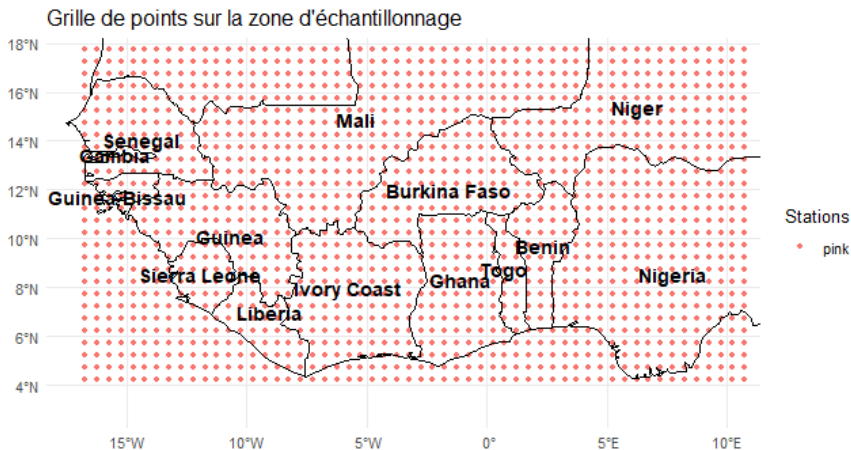 Grille de points sur la zone d'échantillonnage
18°N
16°N
14°N
12°N
10°N
8°N
6°N
4°N
Mali
Niger
Senegal
Gambia
Guinea-Bissau
Burkina Faso
Guinea
Benin
Sierra Leone
Togo
Ghana
Nigeria
Ivory Coast
Liberia
15°W
10°W
5°W
0°
5°E
10°E
Stations
pink